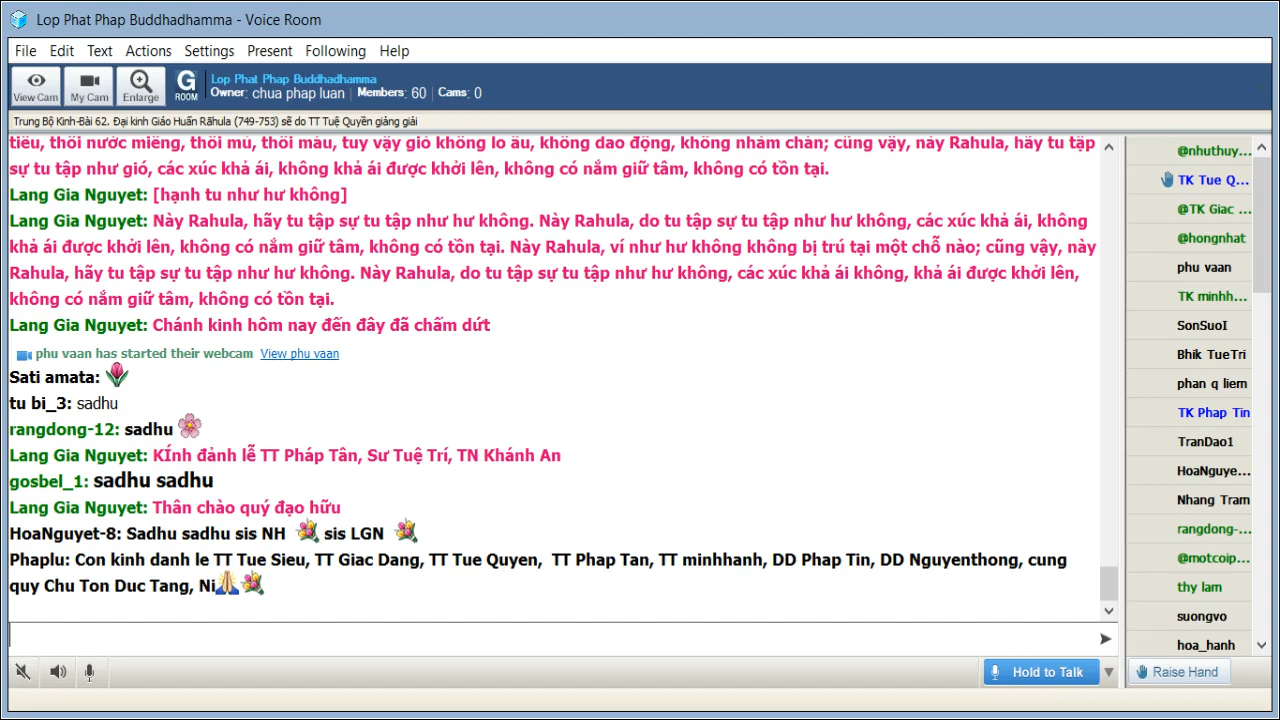 Lop Phat Phap Buddhadhamma - Voice Room
File Edit Text Actions Settings Present Following Help
View Cam My Cam Enlarge G ROOM
Lop Phat Phap Buddhadhamma
Owner: chua phap luan Members: 60 Cams: 0
Trung Bộ Kinh-Bài 62. Đại kinh Giáo Huấn Rāhula (749-753) sẽ do TT Tuệ Quyền giảng giải
tiểu, thổi nước miếng, thổi mủ, thổi máu, tuy vậy gió không lo âu, không dao động, không nhàm chán; cũng vậy, này Rahula, hãy tu tập
sự tu tập như gió, các xúc khả ái, không khả ái được khởi lên, không có nắm giữ tâm, không có tồn tại.
Lang Gia Nguyet: [hạnh tu như hư không]
Lang Gia Nguyet: Này Rahula, hãy tu tập sự tu tập như hư không. Này Rahula, do tu tập sự tu tập như hư không, các xúc khả ái, không
khả ái được khởi lên, không có nắm giữ tâm, không có tồn tại. Này Rahula, ví như hư không không bị trú tại một chỗ nào; cũng vậy, này
Rahula, hãy tu tập sự tu tập như hư không. Này Rahula, do tu tập sự tu tập như hư không, các xúc khả ái không, khả ái được khởi lên,
không có nắm giữ tâm, không có tồn tại.
Lang Gia Nguyet: Chánh kinh hôm nay đến đây đã chấm dứt
phu vaan has started their webcam View phu vaan
Sati amata:
tu bi_3: sadhu
rangdong-12: sadhu
Lang Gia Nguyet: KÍnh đảnh lễ TT Pháp Tân, Sư Tuệ Trí, TN Khánh An
gosbel_1: sadhu sadhu
Lang Gia Nguyet: Thân chào quý đạo hữu
HoaNguyet-8: Sadhu sadhu sis NH sis LGN
Phaplu: Con kinh danh le TT Tue Sieu, TT Giac Dang, TT Tue Quyen, TT Phap Tan, TT minhhanh, DD Phap Tin, DD Nguyenthong, cung
quy Chu Ton Duc Tang, Ni
@nhuthuy...
TK Tue Q...
@TK Giac ...
@hongnhat
phu vaan
TK minhh...
SonSuoI
Bhik TueTri
phan q liem
TK Phap Tin
TranDao1
HoaNguye...
Nhang Tram
rangdong-...
@motcoip...
thy lam
suongvo
hoa_hanh
Hold to Talk
Raise Hand